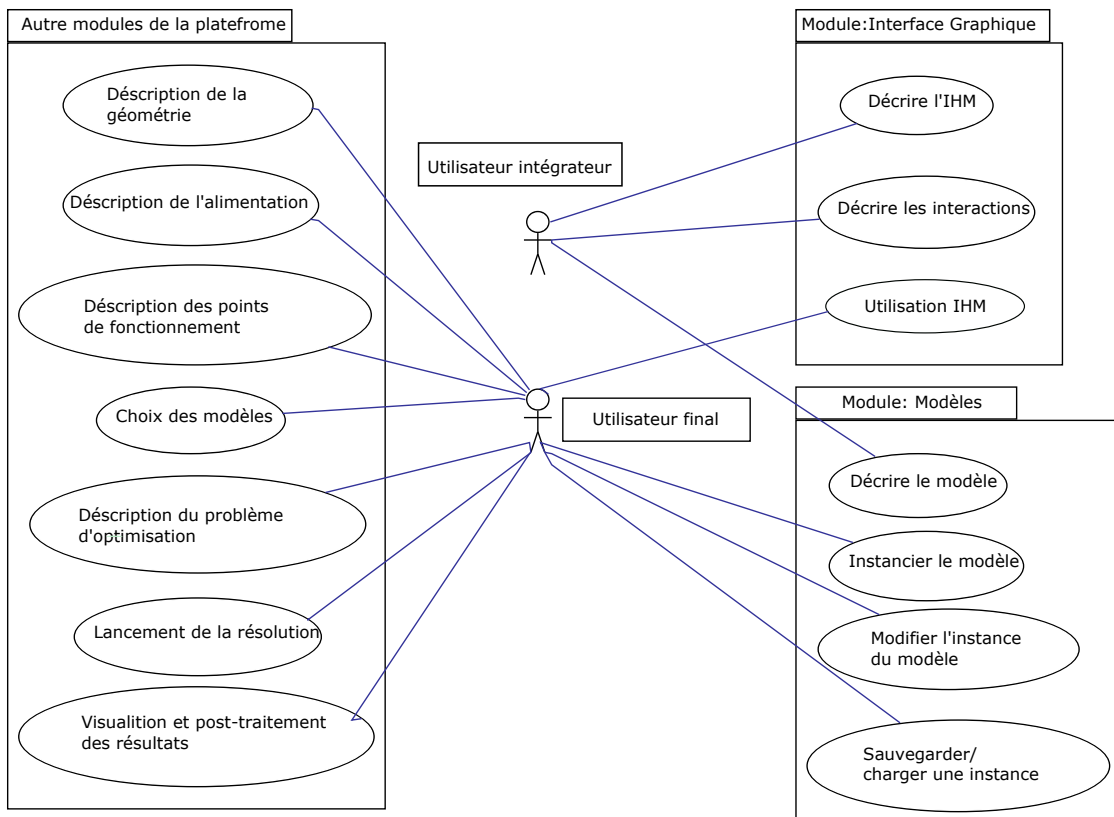 Autre modules de la platefrome
Déscription de la
géométrie
Déscription de l'alimentation
Déscription des points
de fonctionnement
Choix des modèles
Déscription du problème
d'optimisation
Lancement de la résolution
Visualition et post-traitement
des résultats
Utilisateur intégrateur
Utilisateur final
Module:Interface Graphique
Décrire l'IHM
Décrire les interactions
Utilisation IHM
Module: Modèles
Décrire le modèle
Instancier le modèle
Modifier l'instance
du modèle
Sauvegarder/
charger une instance